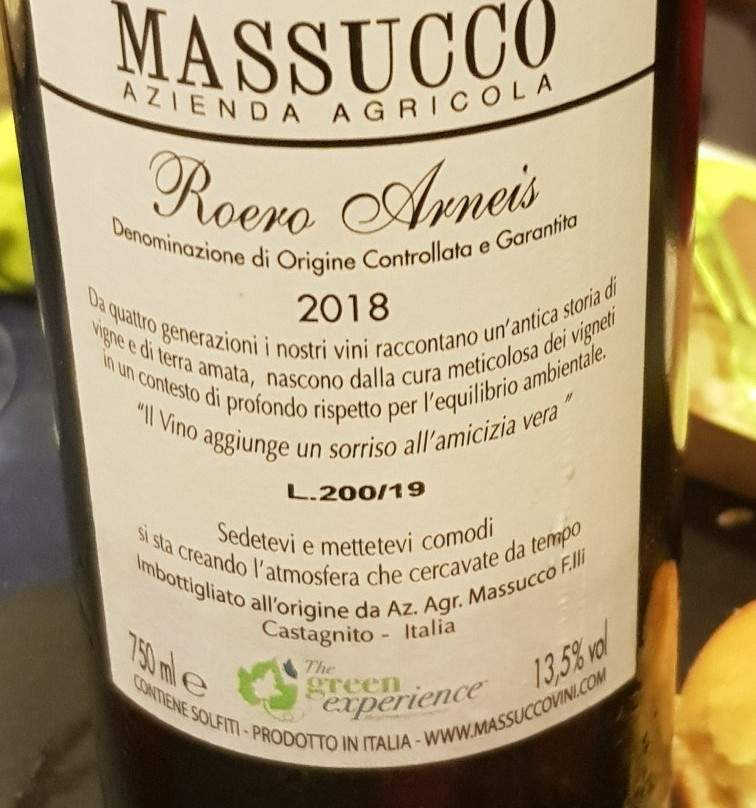 MASSUCCO
AZIENDA AGRICOLA
Roero Arneis
Denominazione di Origine Controllata e Garantita
2018
Da quattro generazioni i nostri vini raccontano un'antica storia di
vigne e di terra amata, nascono dalla cura meticolosa dei vigneti
in un contesto di profondo rispetto per l'equilibrio ambientale.
"Il Vino aggiunge un sorriso all'amicizia vera"
L.200/19
Sedetevi e mettetevi comodi
si sta creando l'atmosfera che cercavate da tempo
Imbottigliato all'origine da Az. Agr. Massucco F.lli
Castagnito - Italia
750 ml e
The
green
experience
13,5% vol
CONTIENE SOLFITI - PRODOTTO IN ITALIA - WWW.MASSUCCOVINI.COM